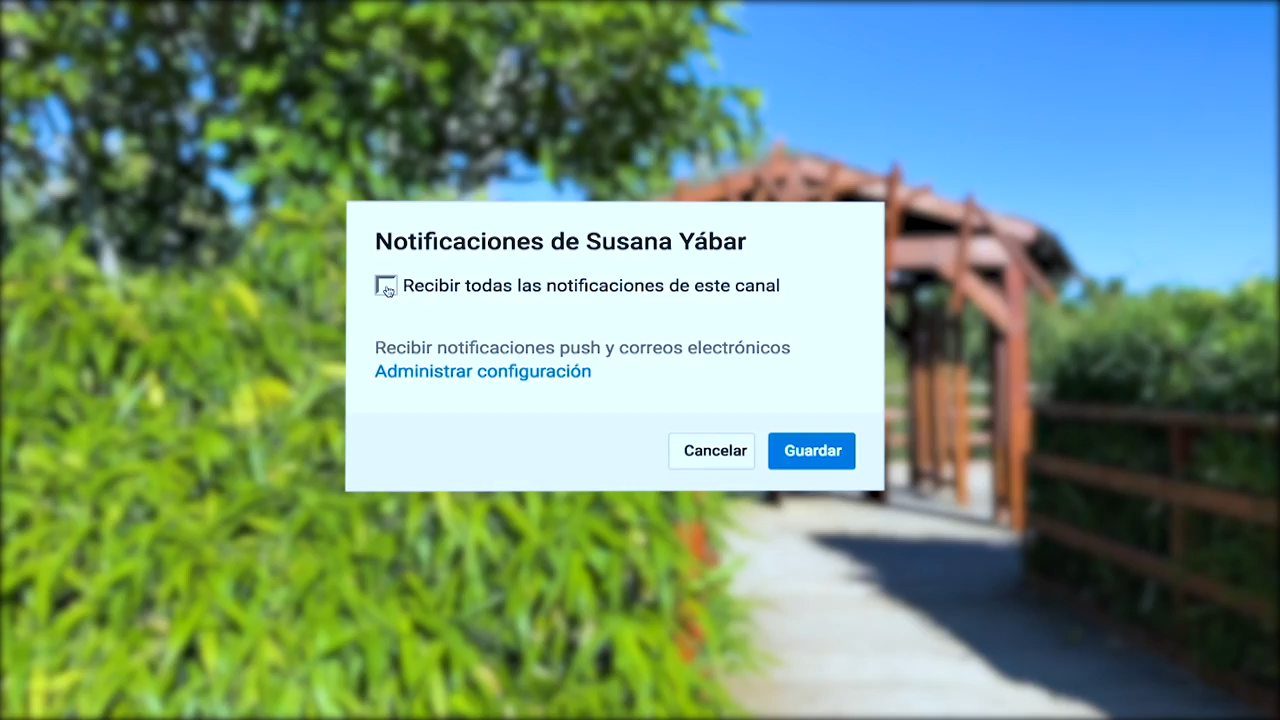 Notificaciones de Susana Yábar
Recibir todas las notificaciones de este canal
Recibir notificaciones push y correos electrónicos
Administrar configuración
Cancelar Guardar